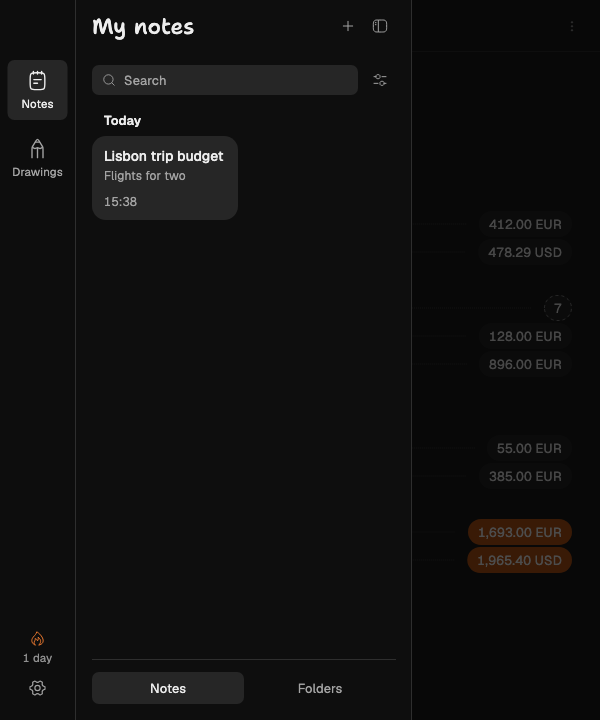 My notes
Notes
Drawings
Search
Today
Lisbon trip budget
Flights for two
15:38
412.00 EUR
478.29 USD
7
128.00 EUR
896.00 EUR
55.00 EUR
385.00 EUR
1,693.00 EUR
1,965.40 USD
1 day
Notes
Folders